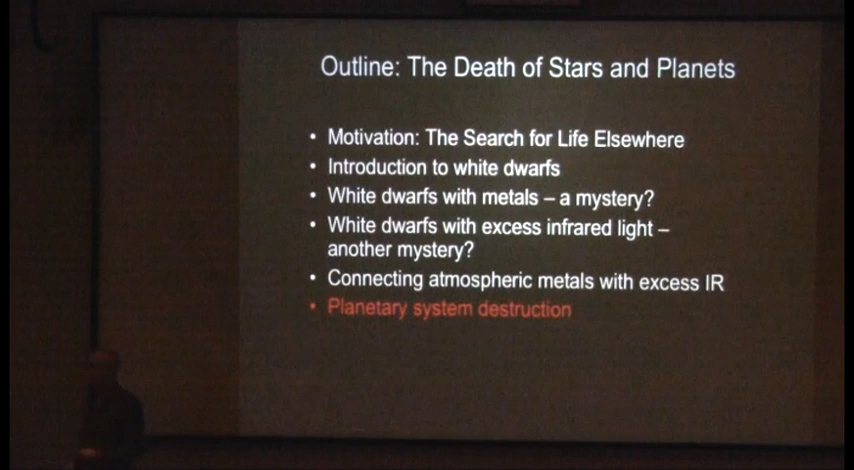 Outline: The Death of Stars and Planets
• Motivation: The Search for Life Elsewhere
• Introduction to white dwarfs
• White dwarfs with metals – a mystery?
• White dwarfs with excess infrared light –
another mystery?
• Connecting atmospheric metals with excess IR
• Planetary system destruction